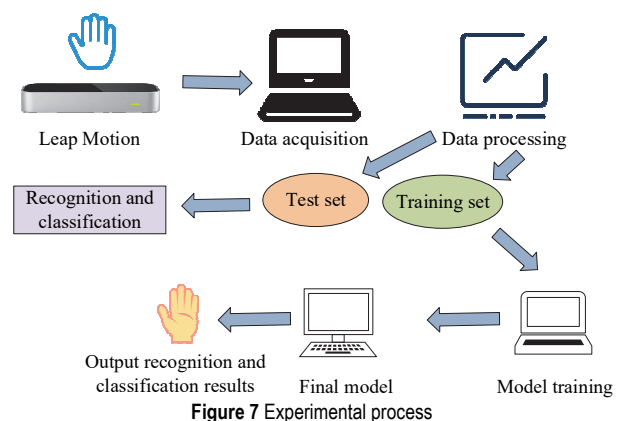 Leap Motion
Data acquisition
Data processing
Recognition and
classification
Test set
Training set
Output recognition and
classification results
Final model
Model training
Figure 7 Experimental process